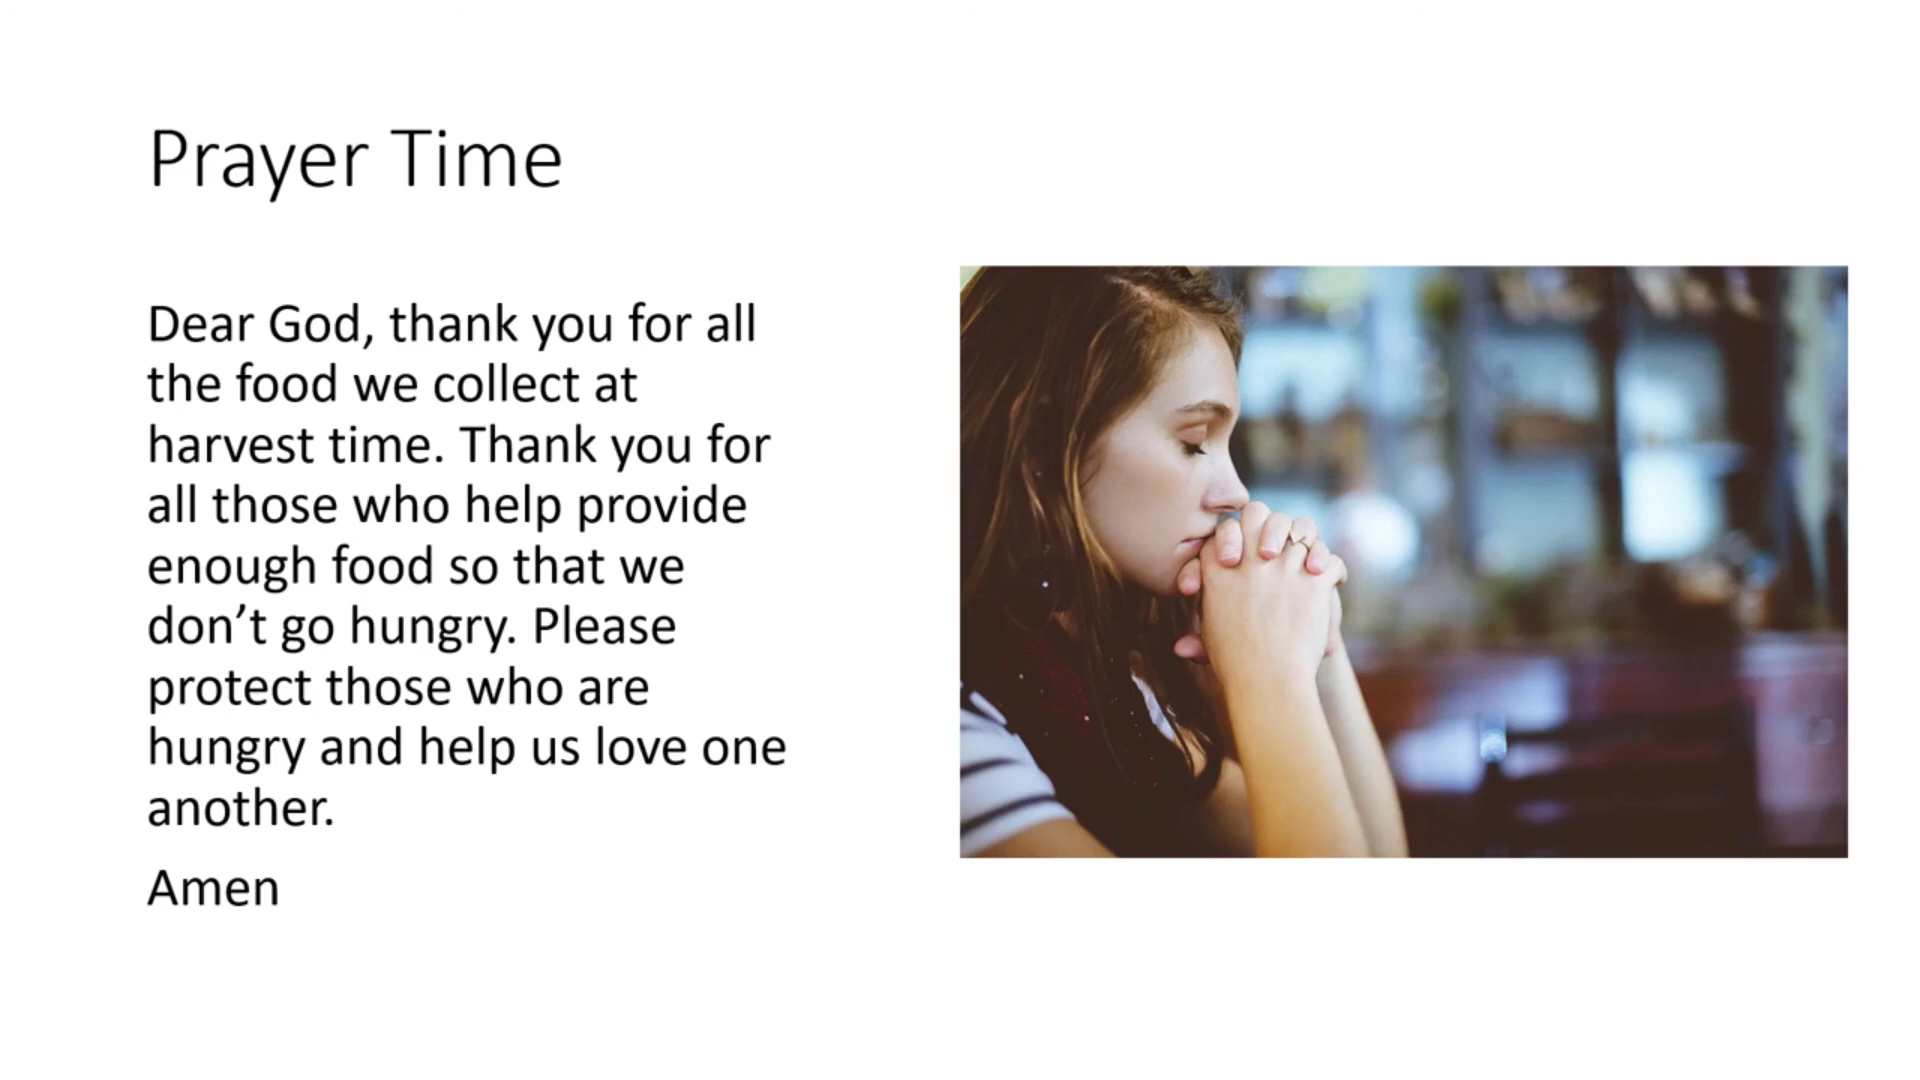 Prayer Time
Dear God, thank you for all
the food we collect at
harvest time. Thank you for
all those who help provide
enough food so that we
don’t go hungry. Please
protect those who are
hungry and help us love one
another.
Amen